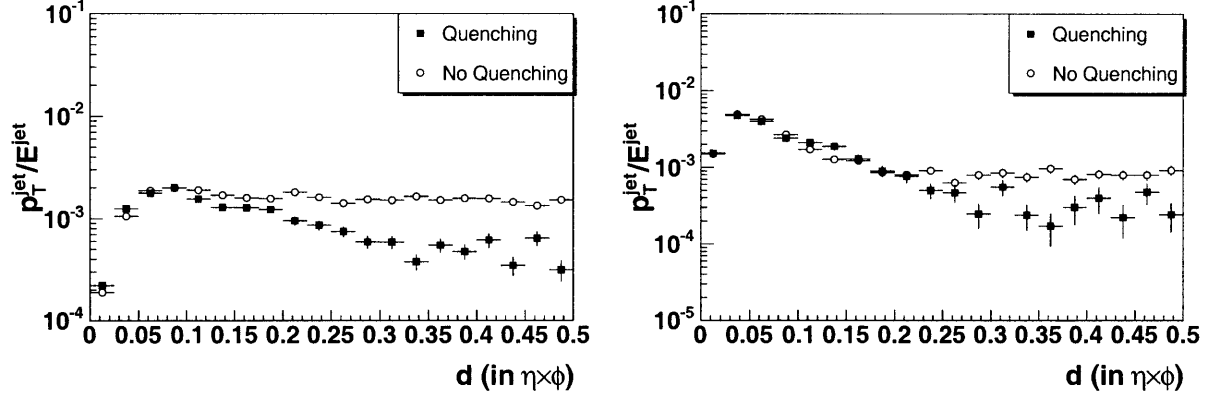 10⁻¹
Quenching
No Quenching
10⁻²
10⁻³
10⁻⁴
p_T^jet/E^jet
0 0.05 0.1 0.15 0.2 0.25 0.3 0.35 0.4 0.45 0.5
d (in η×φ)
10⁻¹
Quenching
No Quenching
10⁻²
10⁻³
10⁻⁴
10⁻⁵
p_T^jet/E^jet
0 0.05 0.1 0.15 0.2 0.25 0.3 0.35 0.4 0.45 0.5
d (in η×φ)